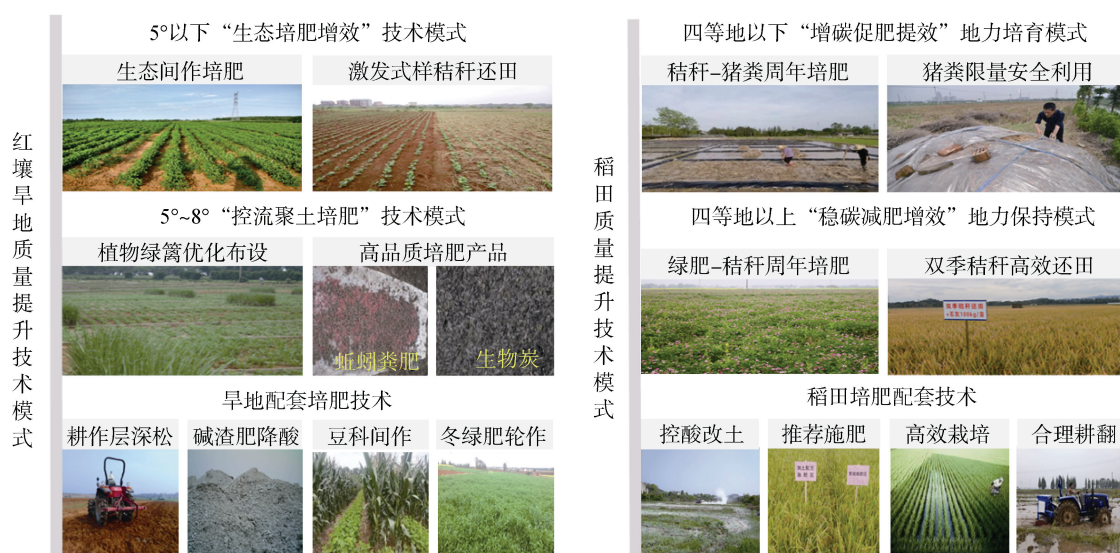 红壤旱地质量提升技术模式
5°以下“生态培肥增效”技术模式
生态间作培肥
激发式样秸秆还田
5°~8°“控流聚土培肥”技术模式
植物绿篱优化布设
高品质培肥产品
蚯蚓粪肥
生物炭
旱地配套培肥技术
耕作层深松
碱渣肥降酸
豆科间作
冬绿肥轮作
稻田质量提升技术模式
四等地以下“增碳促肥提效”地力培育模式
秸秆–猪粪周年培肥
猪粪限量安全利用
四等地以上“稳碳减肥增效”地力保持模式
绿肥–秸秆周年培肥
双季秸秆高效还田
稻田培肥配套技术
控酸改土
推荐施肥
高效栽培
合理耕翻